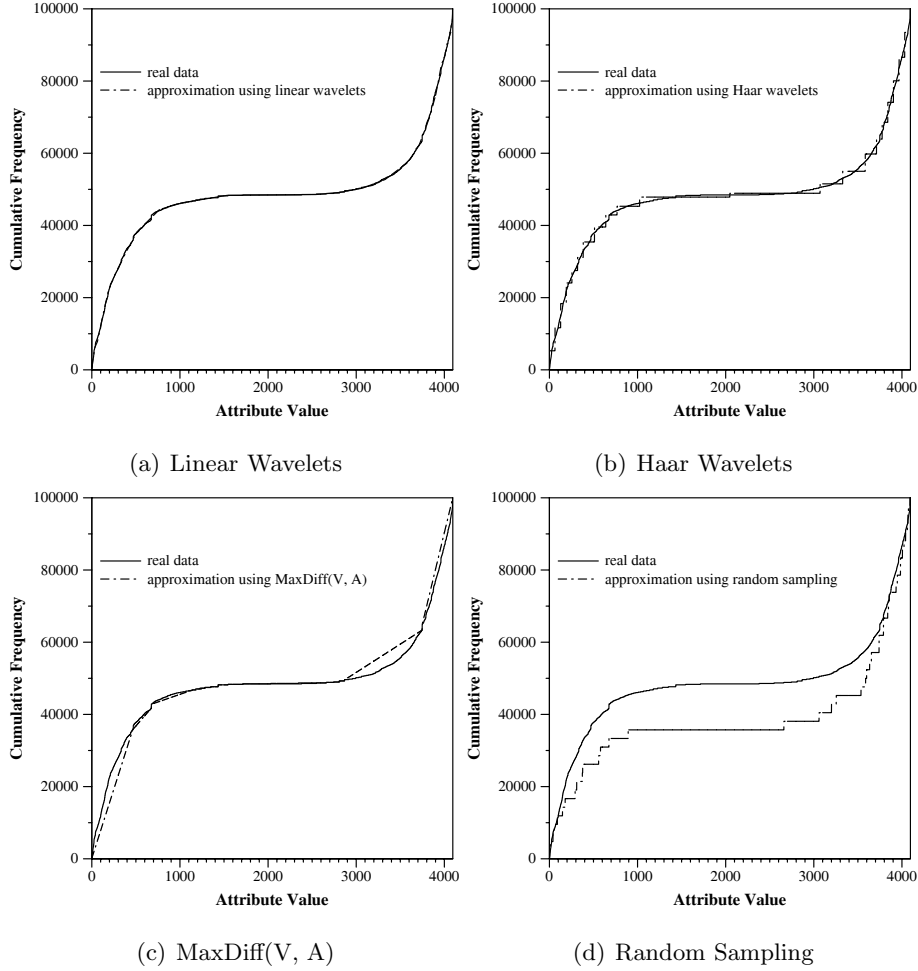 100000
80000
60000
40000
20000
0
Cumulative Frequency
real data
approximation using linear wavelets
0 1000 2000 3000 4000
Attribute Value
(a) Linear Wavelets
100000
80000
60000
40000
20000
0
Cumulative Frequency
real data
approximation using Haar wavelets
0 1000 2000 3000 4000
Attribute Value
(b) Haar Wavelets
100000
80000
60000
40000
20000
0
Cumulative Frequency
real data
approximation using MaxDiff(V, A)
0 1000 2000 3000 4000
Attribute Value
(c) MaxDiff(V, A)
100000
80000
60000
40000
20000
0
Cumulative Frequency
real data
approximation using random sampling
0 1000 2000 3000 4000
Attribute Value
(d) Random Sampling